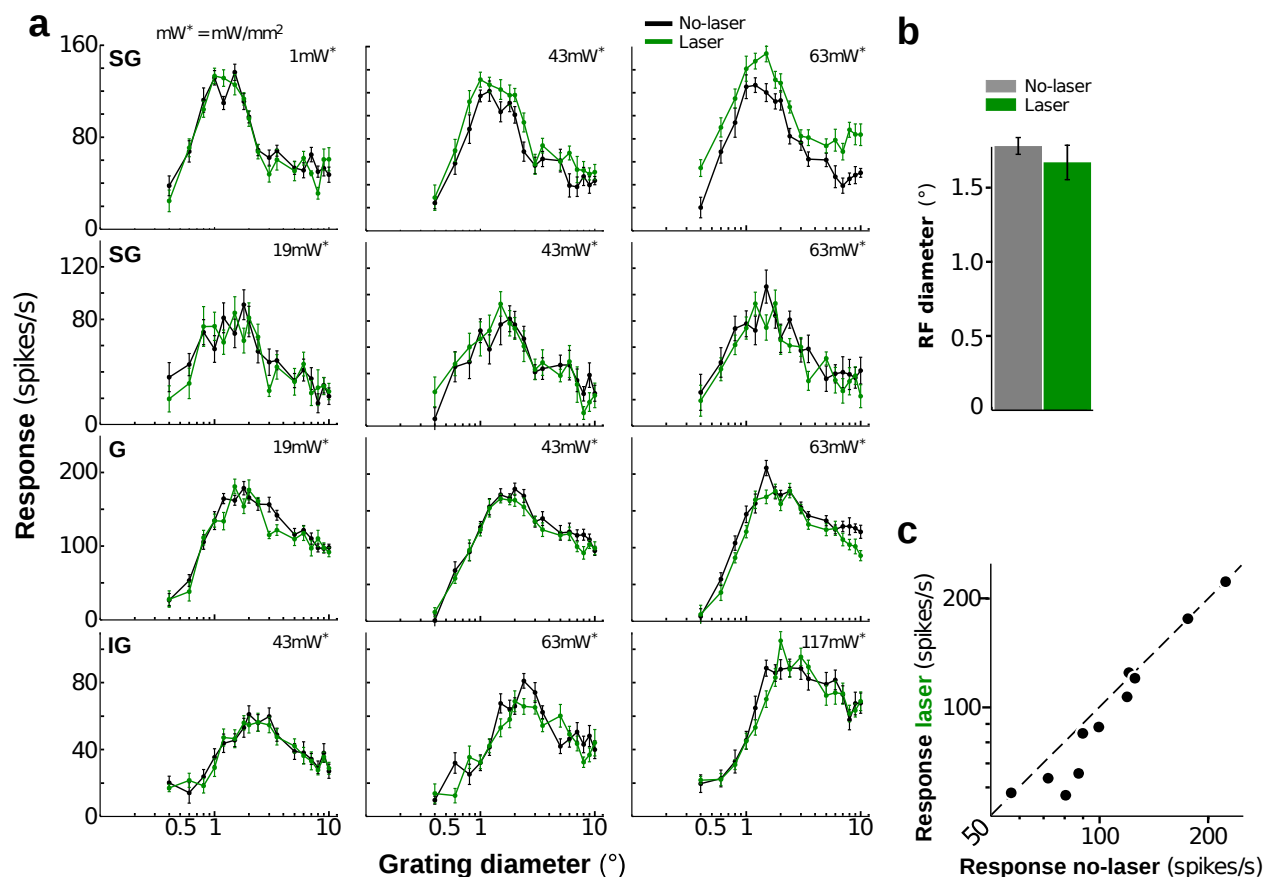 a
mW* = mW/mm²
No-laser
Laser
SG
1mW*
43mW*
63mW*
160
120
80
40
0
SG
19mW*
43mW*
63mW*
120
80
40
0
G
19mW*
43mW*
63mW*
200
100
0
IG
43mW*
63mW*
117mW*
80
40
0
0.5 1 10
0.5 1 10
0.5 1 10
Response (spikes/s)
Grating diameter (°)
b
No-laser
Laser
1.5
1.0
0.5
0
RF diameter (°)
c
200
100
50
100 200
Response laser (spikes/s)
Response no-laser (spikes/s)